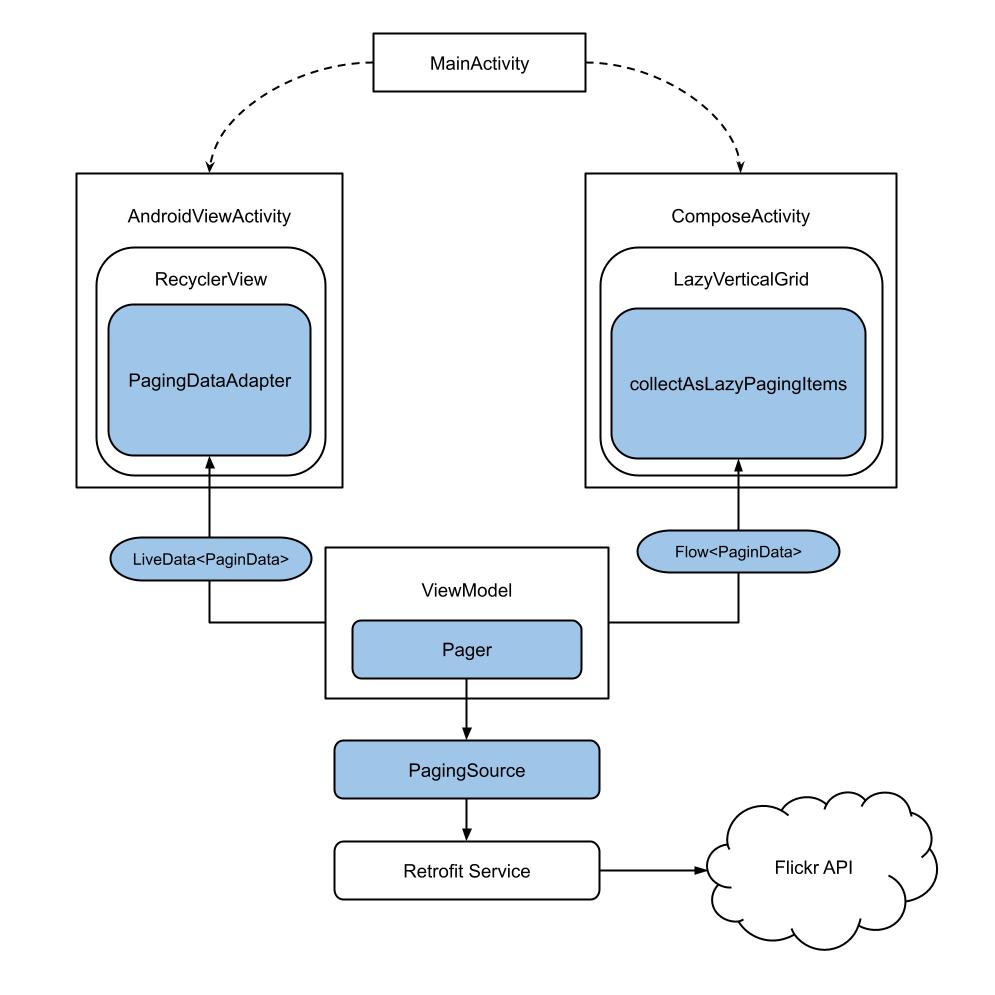 MainActivity
AndroidViewActivity
RecyclerView
PagingDataAdapter
ComposeActivity
LazyVerticalGrid
collectAsLazyPagingItems
LiveData<PaginData>
Flow<PaginData>
ViewModel
Pager
PagingSource
Retrofit Service
Flickr API